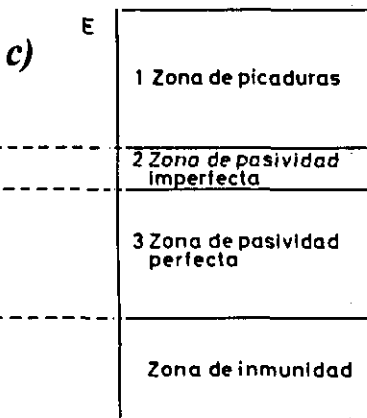 E
c)
1 Zona de picaduras
2 Zona de pasividad
imperfecta
3 Zona de pasividad
perfecta
Zona de inmunidad